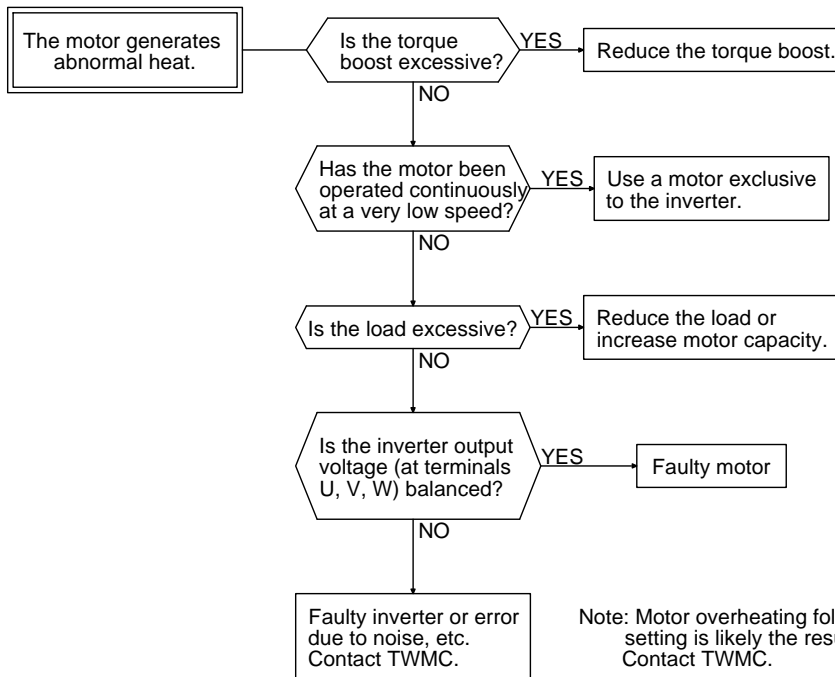 The motor generates
abnormal heat.
Is the torque
boost excessive?
YES
Reduce the torque boost.
NO
Has the motor been
operated continuously
at a very low speed?
YES
Use a motor exclusive
to the inverter.
NO
Is the load excessive?
YES
Reduce the load or
increase motor capacity.
NO
Is the inverter output
voltage (at terminals
U, V, W) balanced?
YES
Faulty motor
NO
Faulty inverter or error
due to noise, etc.
Contact TWMC.
Note: Motor overheating
setting is likely the
Contact TWMC.